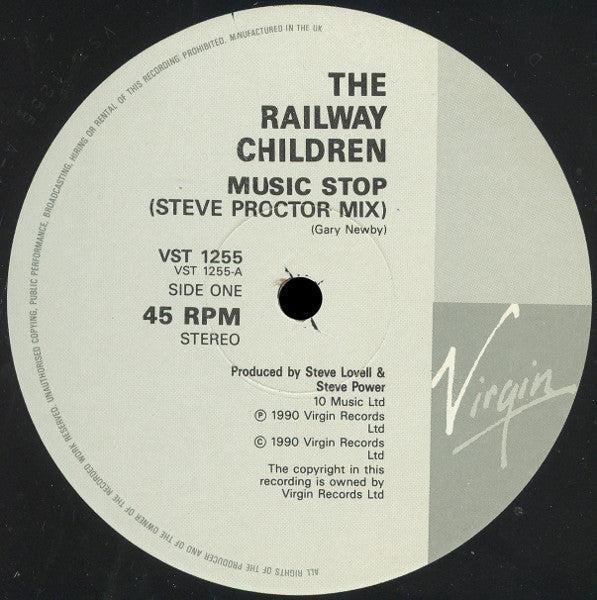 ALL RIGHTS OF THE PRODUCER AND OF THE OWNER OF THE RECORDED WORK RESERVED. UNAUTHORISED COPYING, PUBLIC PERFORMANCE, BROADCASTING, HIRING OR RENTAL OF THIS RECORDING PROHIBITED. MANUFACTURED IN THE UK
THE
RAILWAY
CHILDREN
MUSIC STOP
(STEVE PROCTOR MIX)
(Gary Newby)
VST 1255
VST 1255-A
SIDE ONE
45 RPM
STEREO
Produced by Steve Lovell &
Steve Power
10 Music Ltd
Ⓟ 1990 Virgin Records
Ltd
© 1990 Virgin Records
Ltd
The copyright in this
recording is owned by
Virgin Records Ltd
Virgin